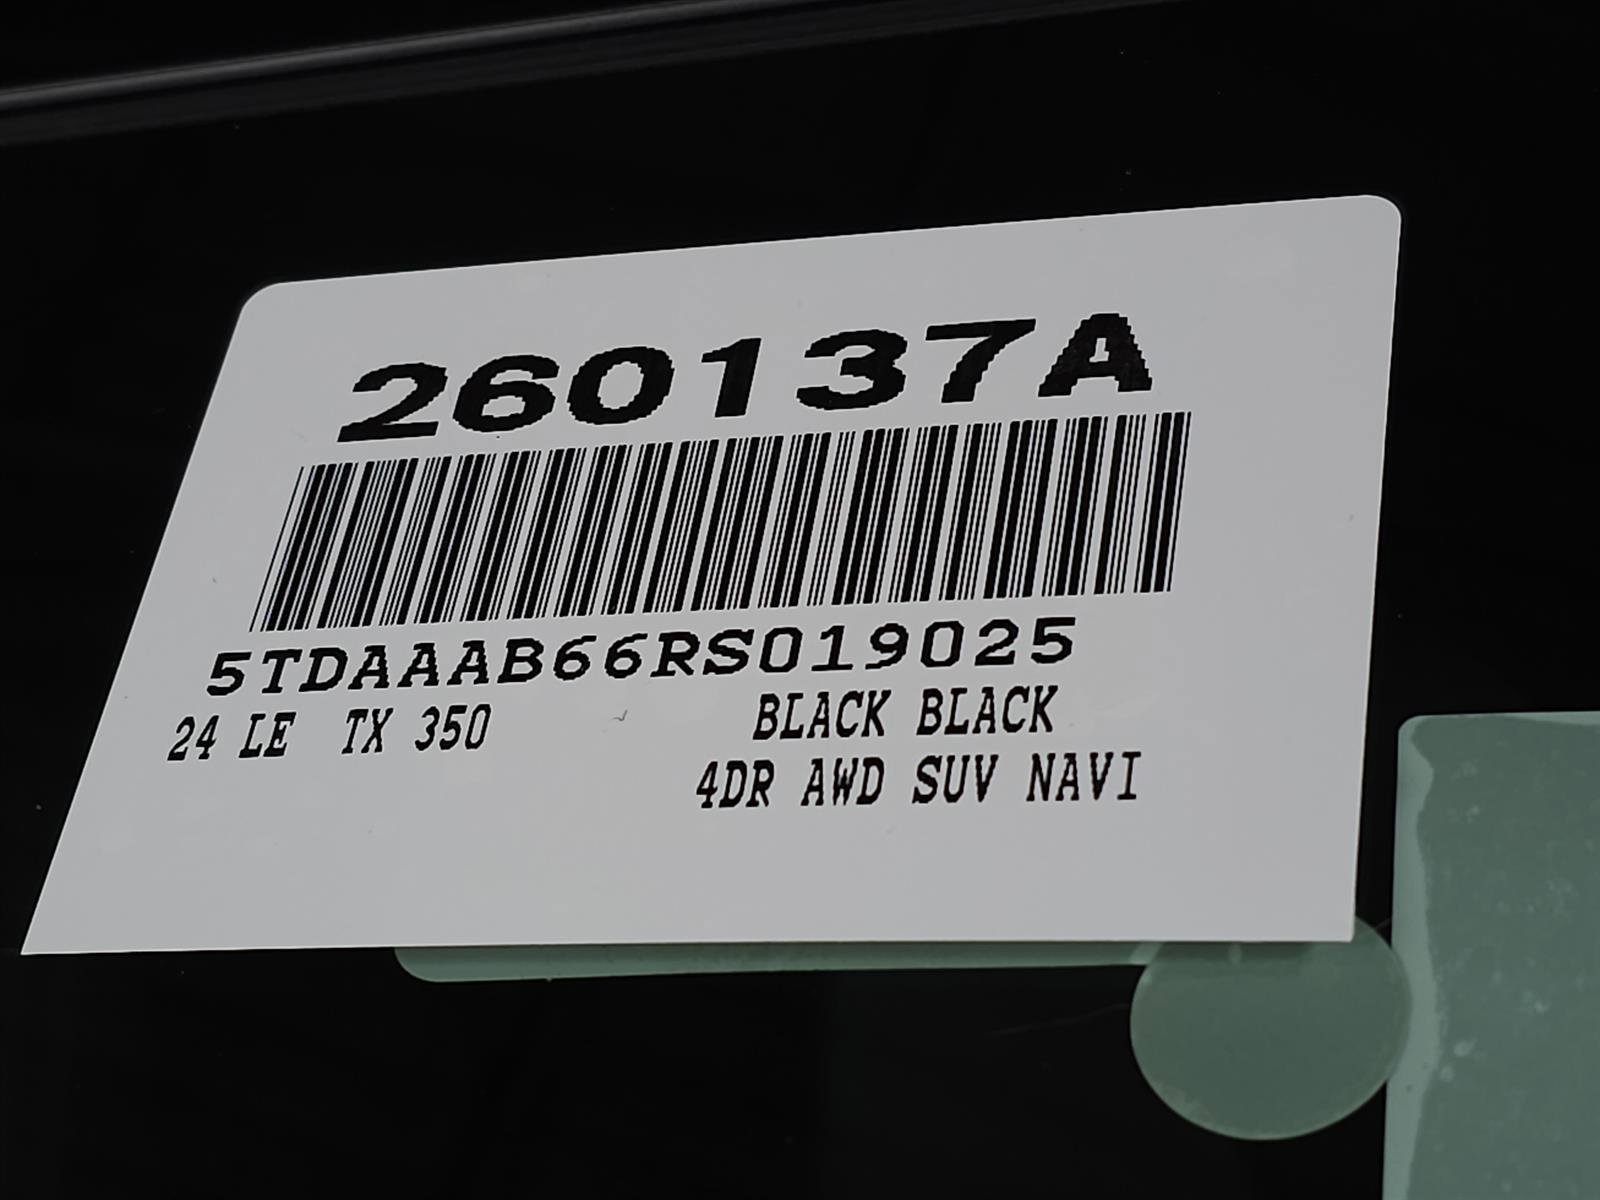 260137A
5TDAAAB66RS019025
24 LE TX 350 BLACK BLACK
4DR AWD SUV NAVI